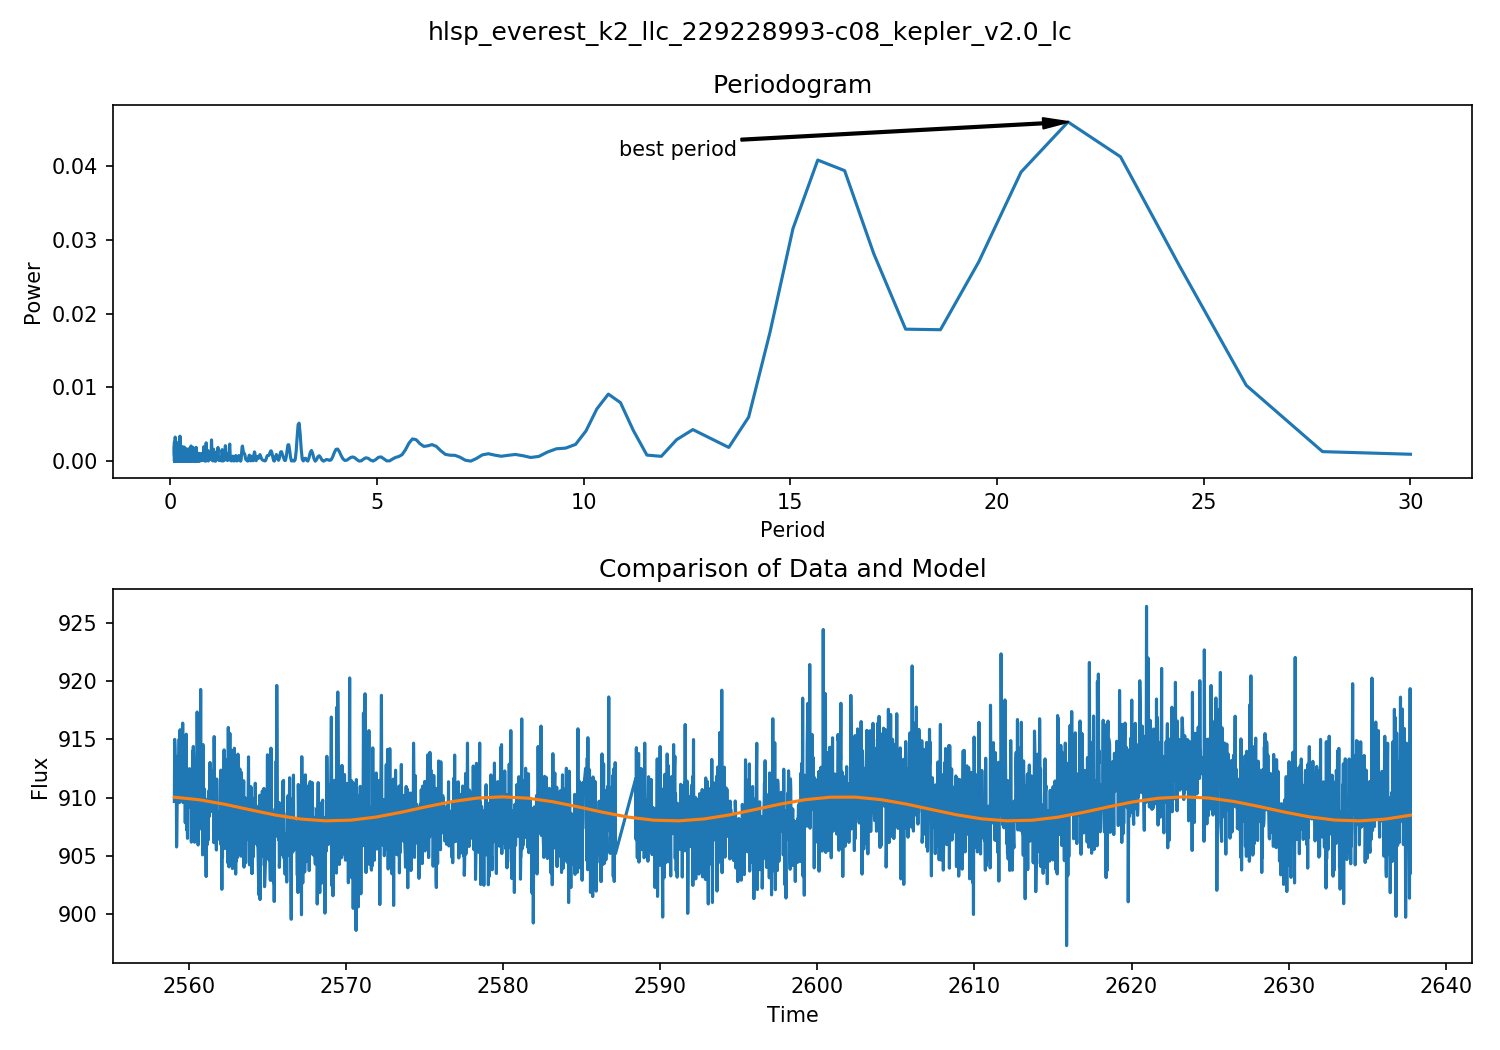 hlsp_everest_k2_llc_229228993-c08_kepler_v2.0_lc
Periodogram
best period
Power
0.04
0.03
0.02
0.01
0.00
0 5 10 15 20 25 30
Period
Comparison of Data and Model
Flux
925
920
915
910
905
900
2560 2570 2580 2590 2600 2610 2620 2630 2640
Time